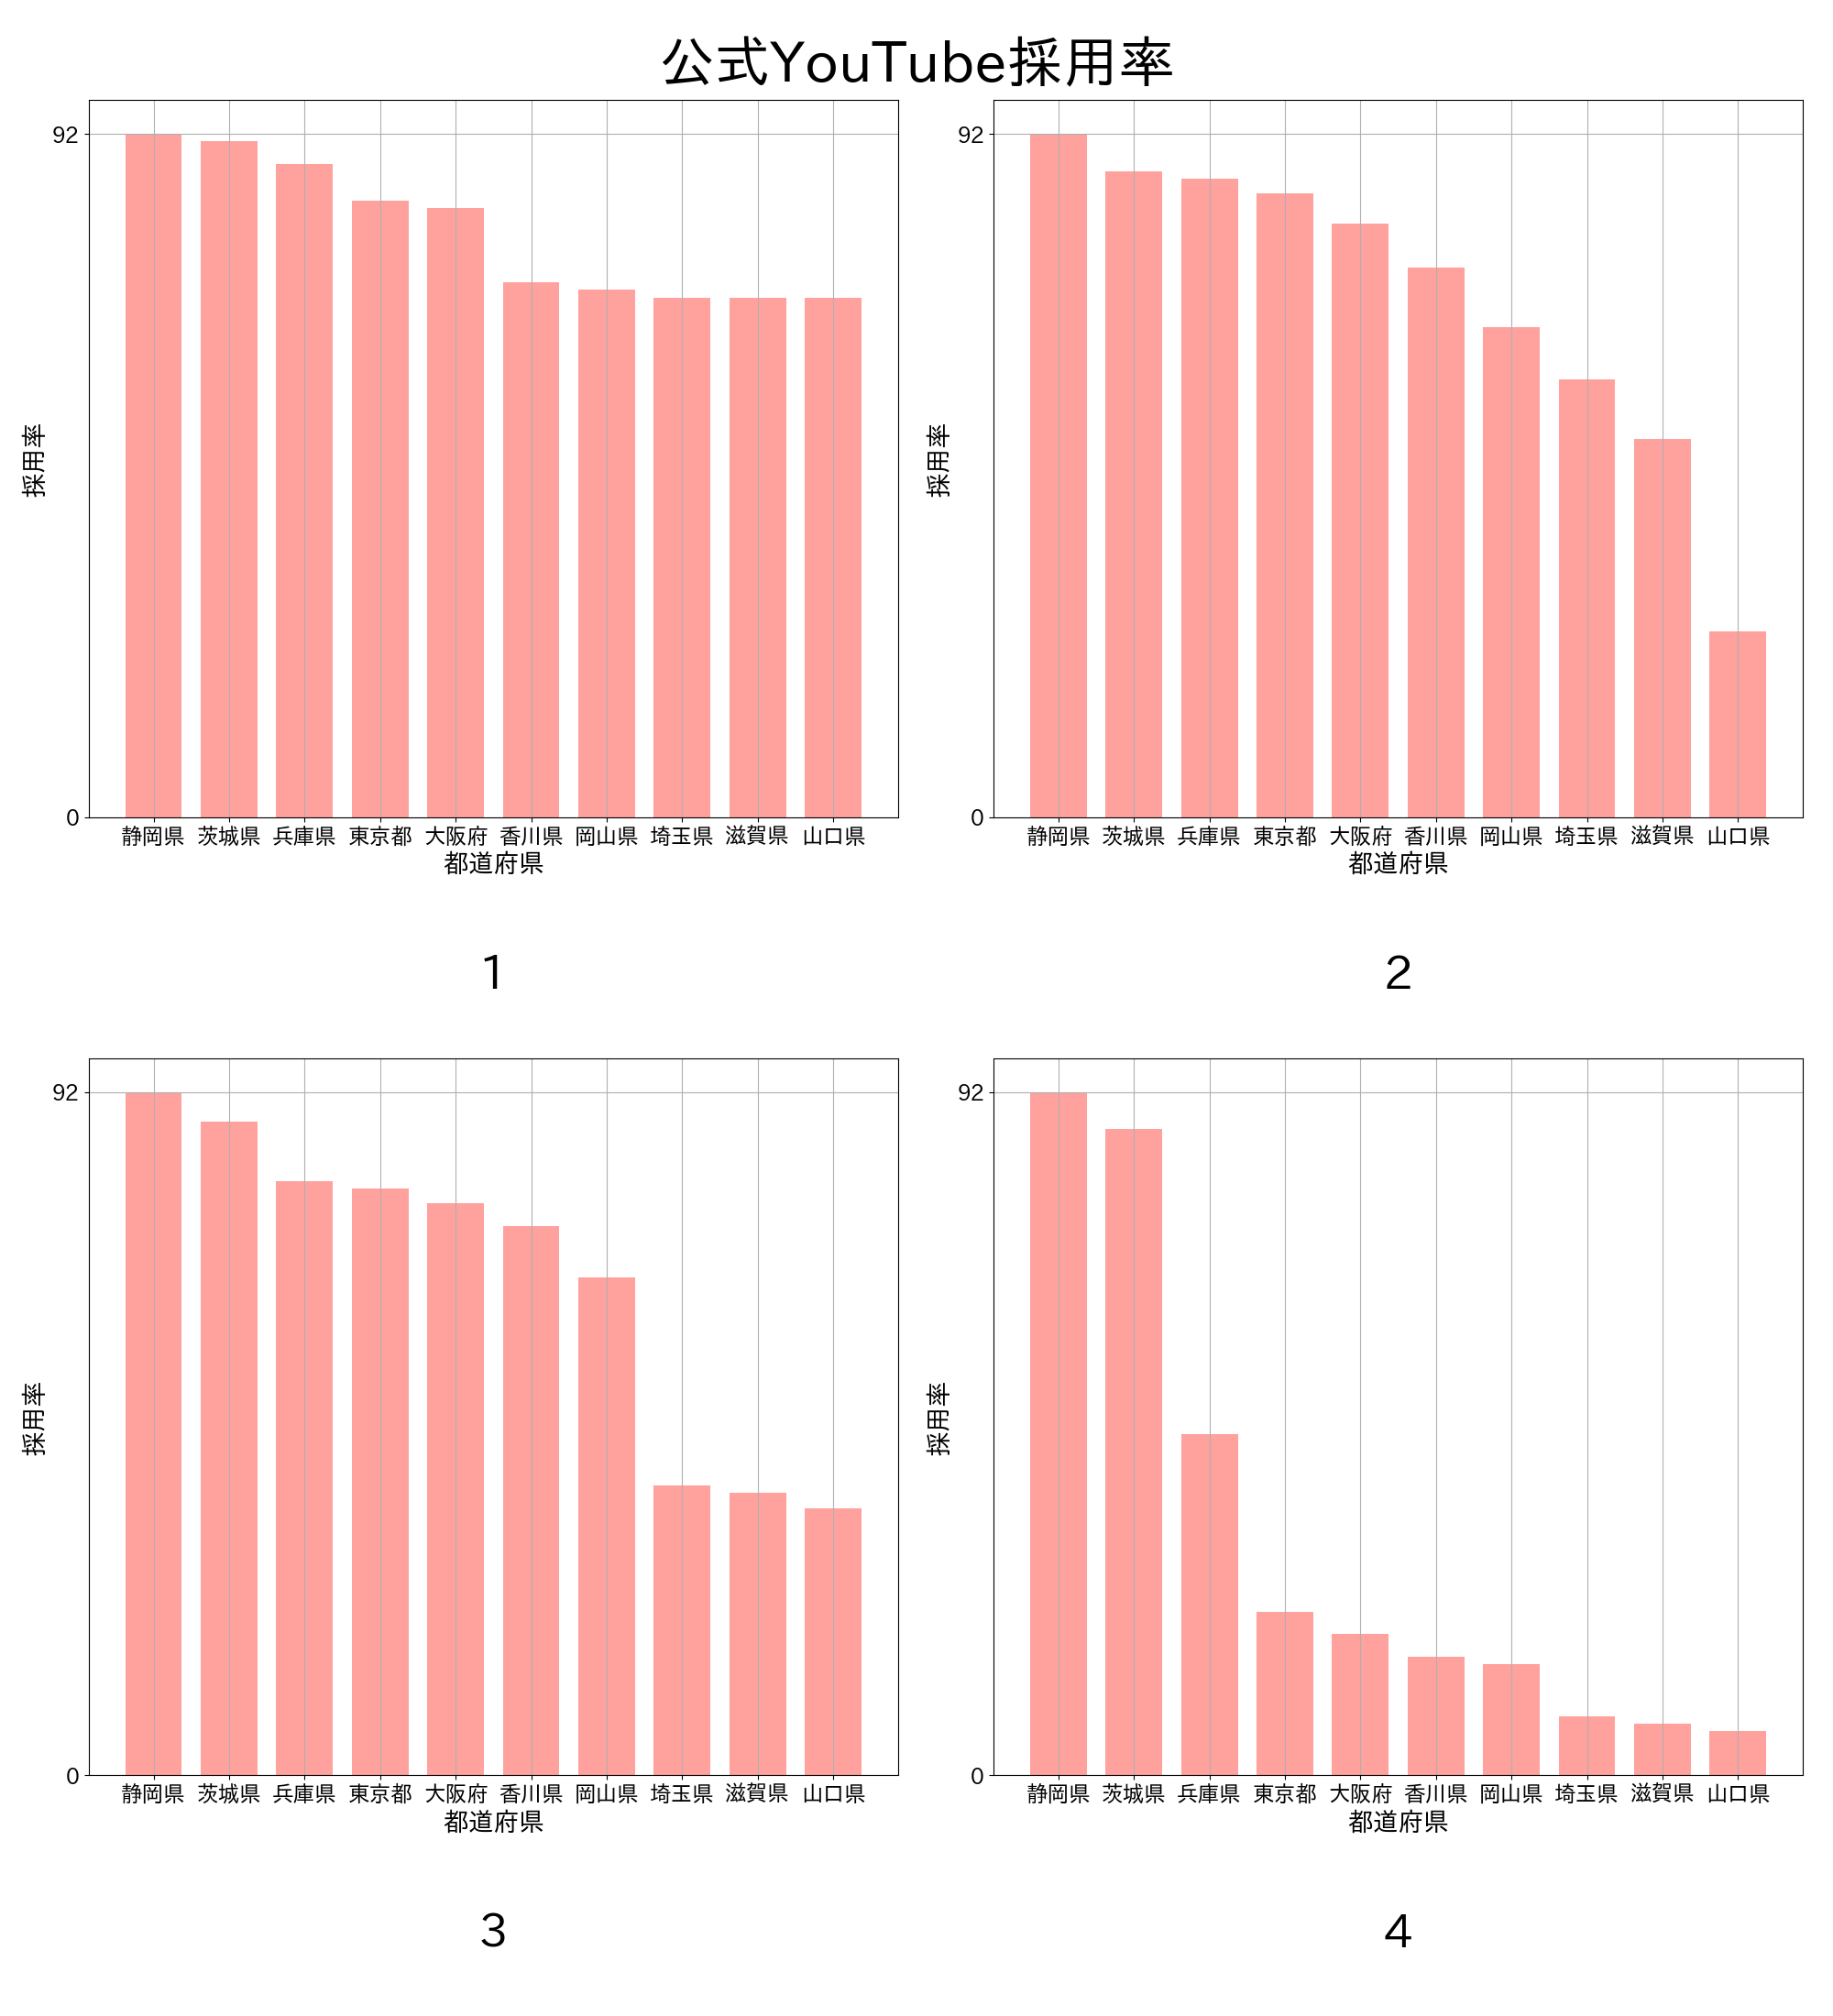 公式YouTube採用率
92
0
採用率
静岡県 茨城県 兵庫県 東京都 大阪府 香川県 岡山県 埼玉県 滋賀県 山口県
都道府県
1
92
0
採用率
静岡県 茨城県 兵庫県 東京都 大阪府 香川県 岡山県 埼玉県 滋賀県 山口県
都道府県
2
92
0
採用率
静岡県 茨城県 兵庫県 東京都 大阪府 香川県 岡山県 埼玉県 滋賀県 山口県
都道府県
3
92
0
採用率
静岡県 茨城県 兵庫県 東京都 大阪府 香川県 岡山県 埼玉県 滋賀県 山口県
都道府県
4